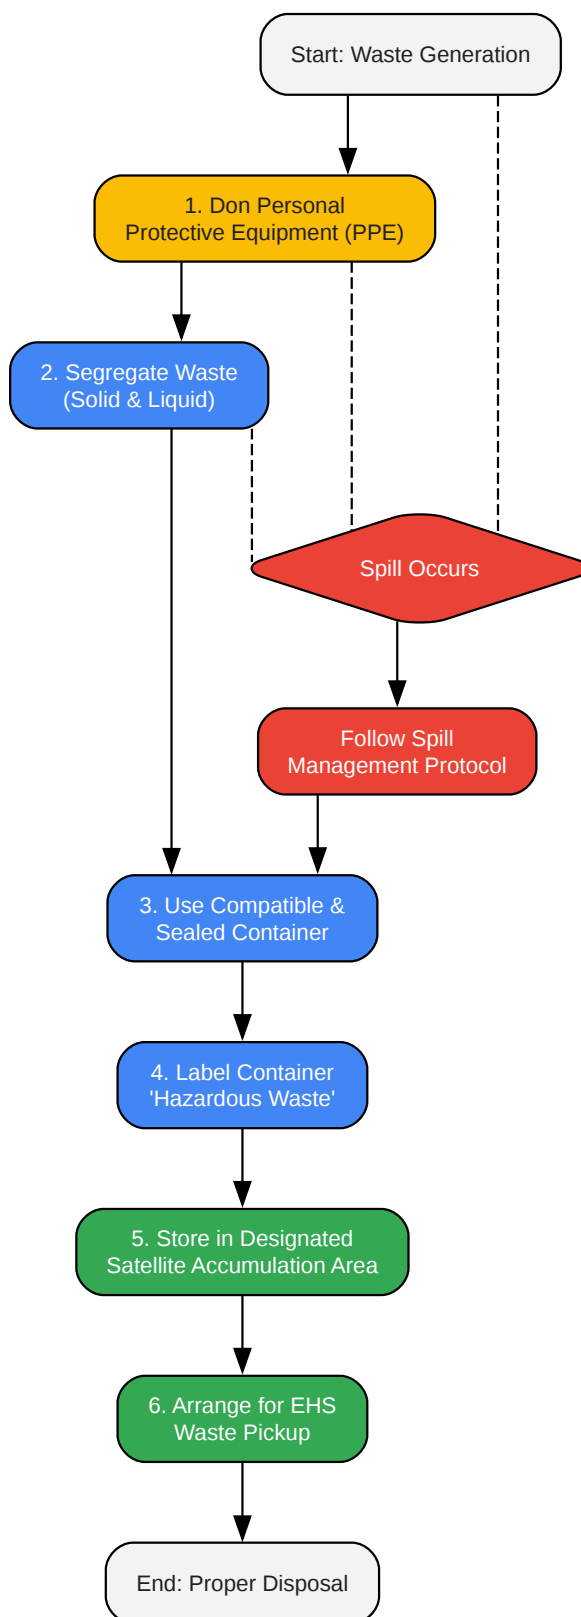 Start: Waste Generation
1. Don Personal
Protective Equipment (PPE)
2. Segregate Waste
(Solid & Liquid)
Spill Occurs
Follow Spill
Management Protocol
3. Use Compatible &
Sealed Container
4. Label Container
'Hazardous Waste'
5. Store in Designated
Satellite Accumulation Area
6. Arrange for EHS
Waste Pickup
End: Proper Disposal